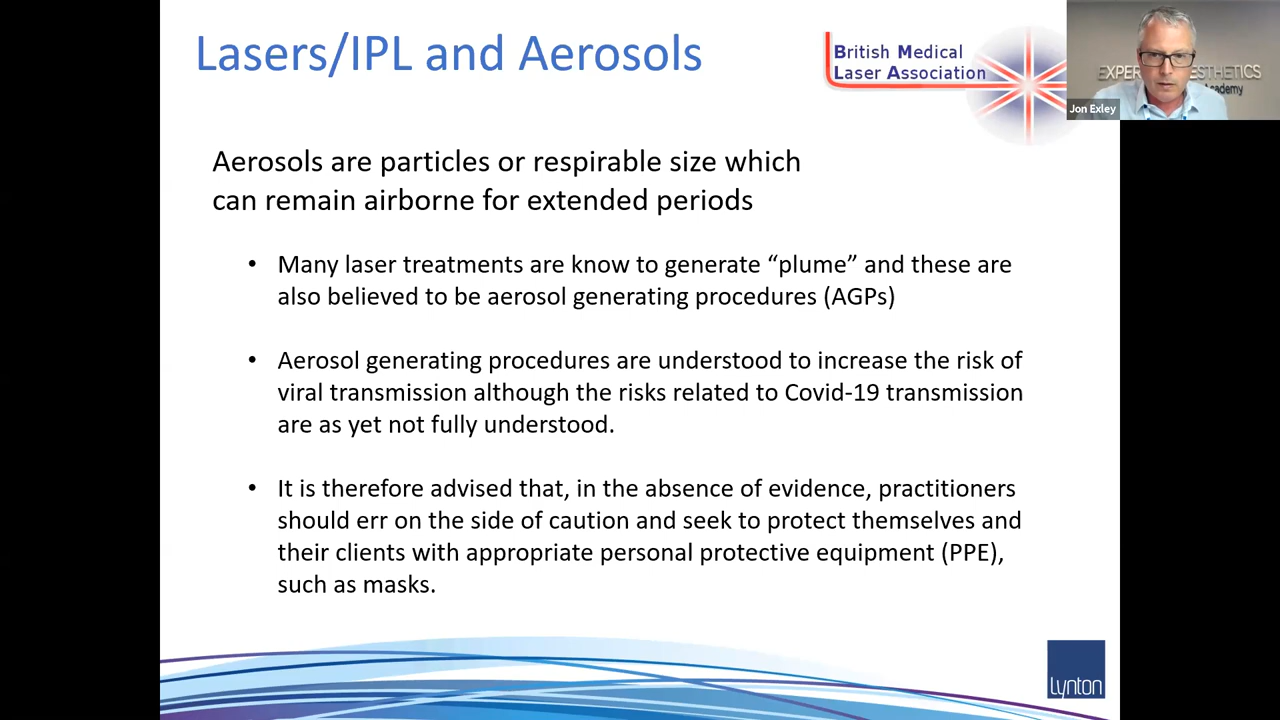 Lasers/IPL and Aerosols
British Medical
Laser Association
EXPER ESTHETICS
Academy
Jon Exley
Aerosols are particles or respirable size which
can remain airborne for extended periods
• Many laser treatments are know to generate “plume” and these are
also believed to be aerosol generating procedures (AGPs)
• Aerosol generating procedures are understood to increase the risk of
viral transmission although the risks related to Covid-19 transmission
are as yet not fully understood.
• It is therefore advised that, in the absence of evidence, practitioners
should err on the side of caution and seek to protect themselves and
their clients with appropriate personal protective equipment (PPE),
such as masks.
Lynton